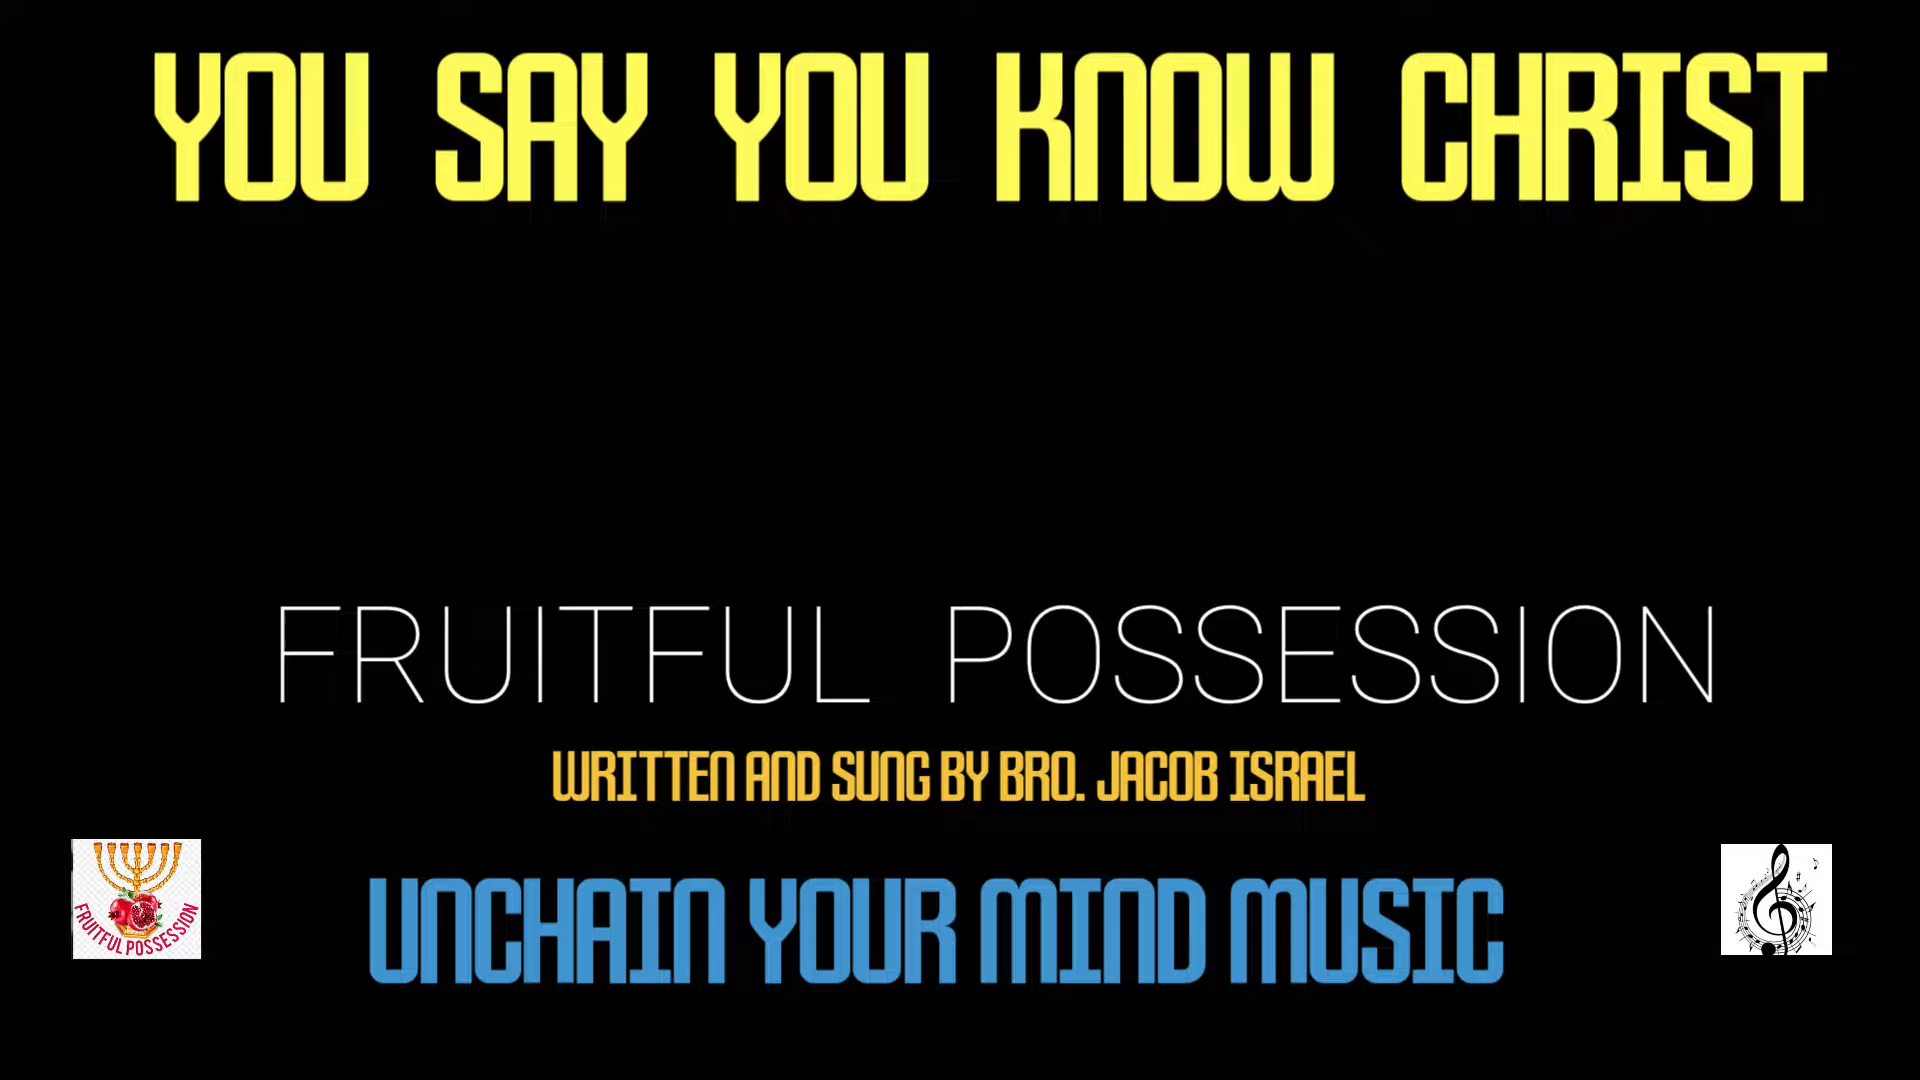 YOU SAY YOU KNOW CHRIST
FRUITFUL POSSESSION
WRITTEN AND SUNG BY BRO. JACOB ISRAEL
FRUITFUL POSSESSION
UNCHAIN YOUR MIND MUSIC